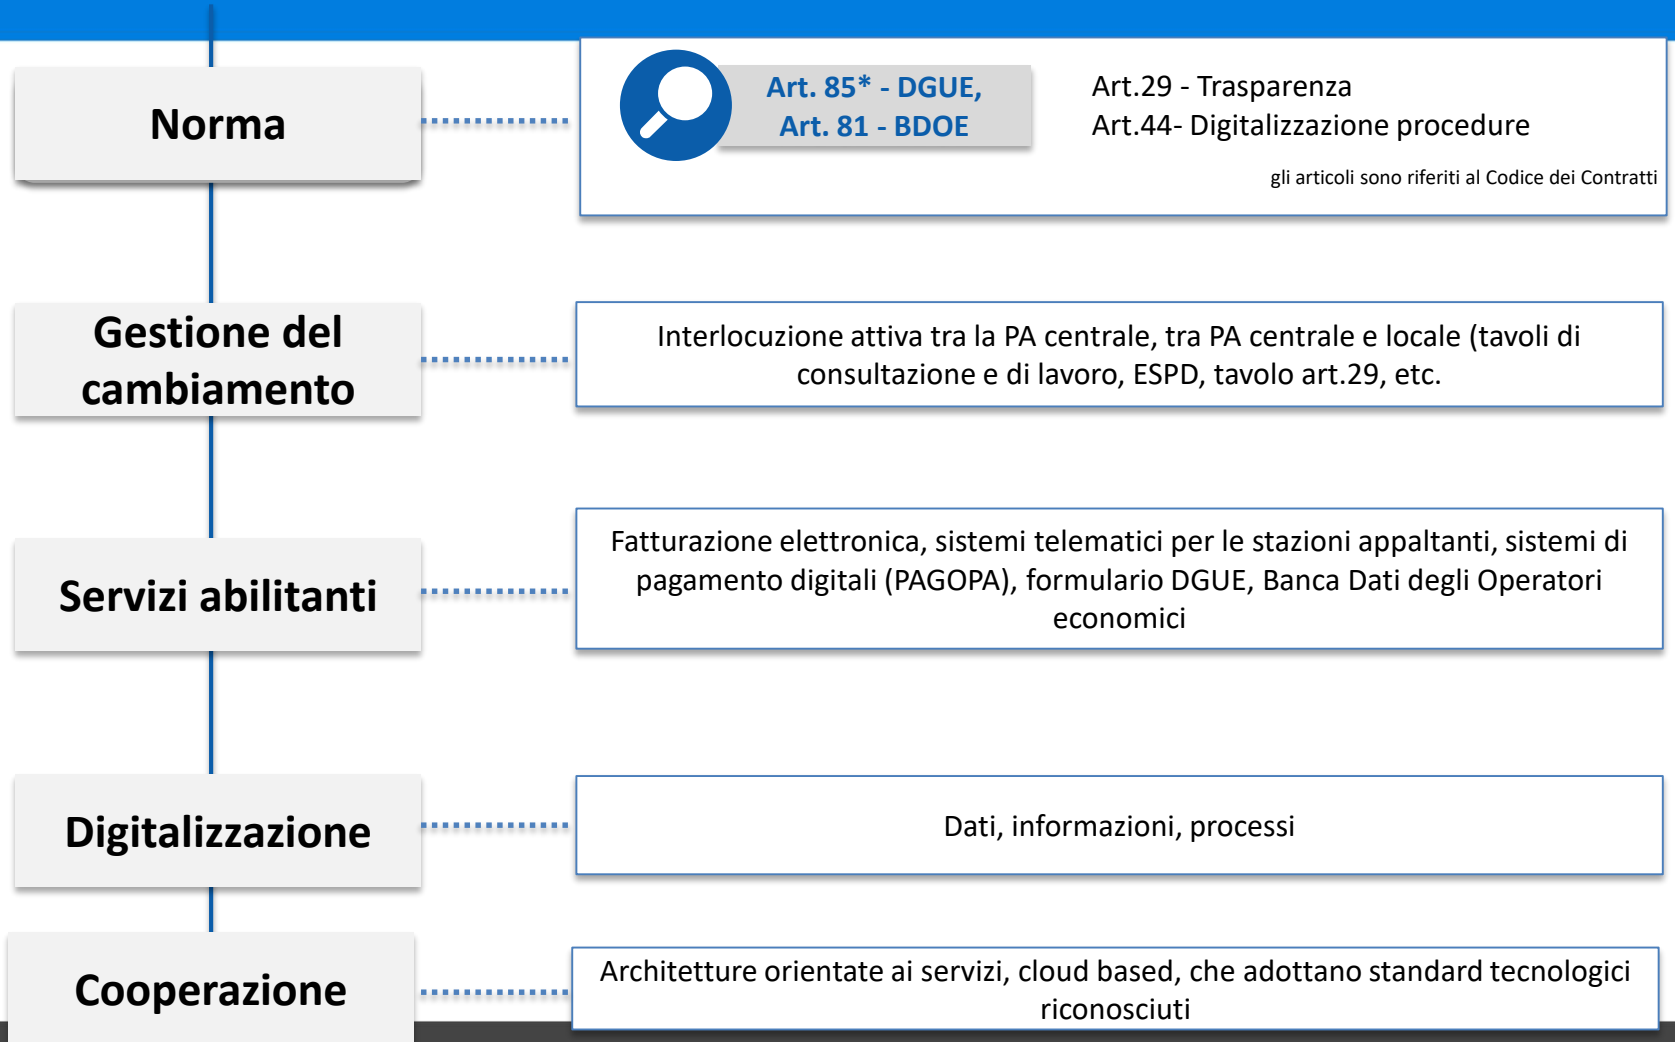 Norma
Art. 85* - DGUE,
Art. 81 - BDOE
Art.29 - Trasparenza
Art.44- Digitalizzazione procedure
gli articoli sono riferiti al Codice dei Contratti
Gestione del
cambiamento
Interlocuzione attiva tra la PA centrale, tra PA centrale e locale (tavoli di
consultazione e di lavoro, ESPD, tavolo art.29, etc.
Servizi abilitanti
Fatturazione elettronica, sistemi telematici per le stazioni appaltanti, sistemi di
pagamento digitali (PAGOPA), formulario DGUE, Banca Dati degli Operatori
economici
Digitalizzazione
Dati, informazioni, processi
Cooperazione
Architetture orientate ai servizi, cloud based, che adottano standard tecnologici
riconosciuti